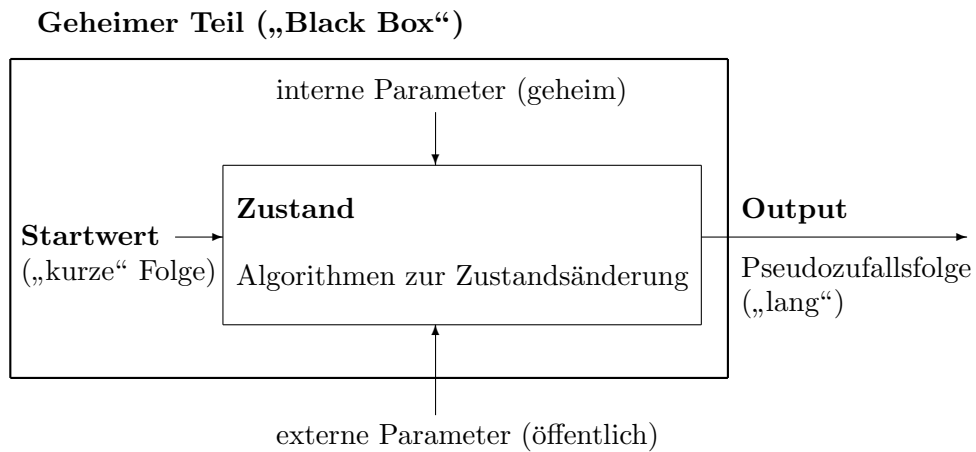 Geheimer Teil („Black Box“)
interne Parameter (geheim)
Zustand
Output
Startwert
(„kurze“ Folge)
Algorithmen zur Zustandsänderung
Pseudozufallsfolge
(„lang“)
externe Parameter (öffentlich)